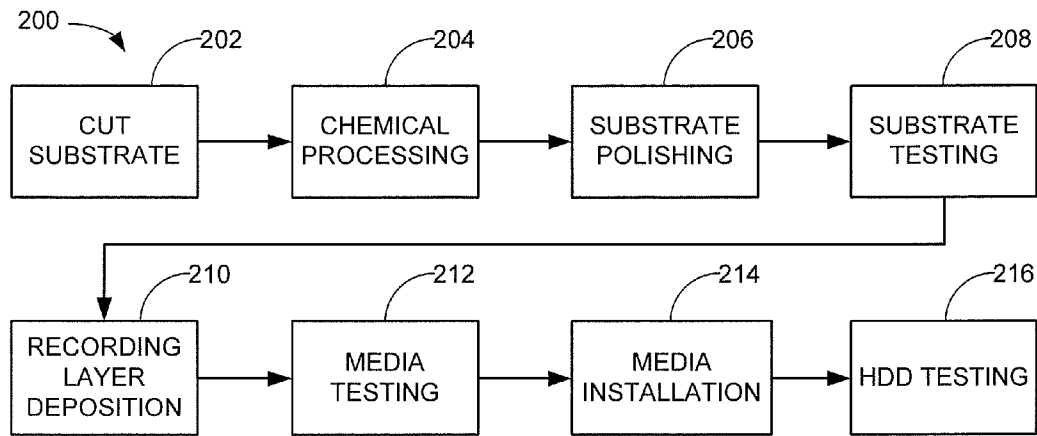 200
202
204
206
208
CUT
SUBSTRATE
CHEMICAL
PROCESSING
SUBSTRATE
POLISHING
SUBSTRATE
TESTING
210
212
214
216
RECORDING
LAYER
DEPOSITION
MEDIA
TESTING
MEDIA
INSTALLATION
HDD TESTING